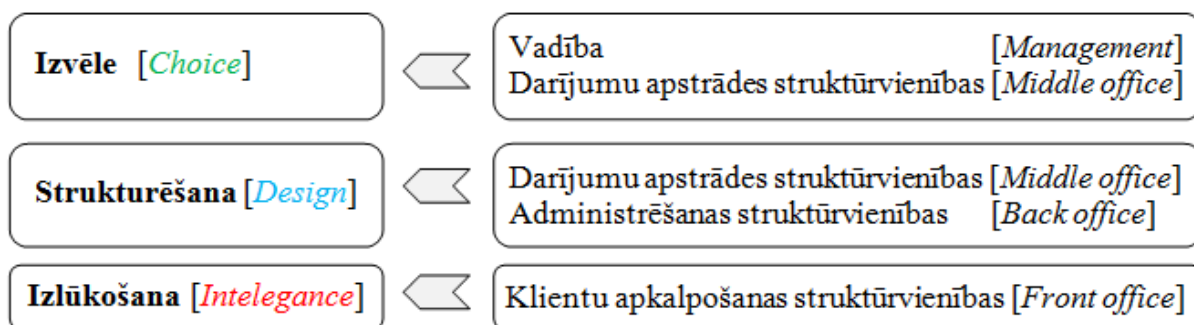 Izvēle [Choice]
Vadība [Management]
Darījumu apstrādes struktūrvienības [Middle office]
Strukturēšana [Design]
Darījumu apstrādes struktūrvienības [Middle office]
Administrēšanas struktūrvienības [Back office]
Izlūkošana [Intelegance]
Klientu apkalpošanas struktūrvienības [Front office]